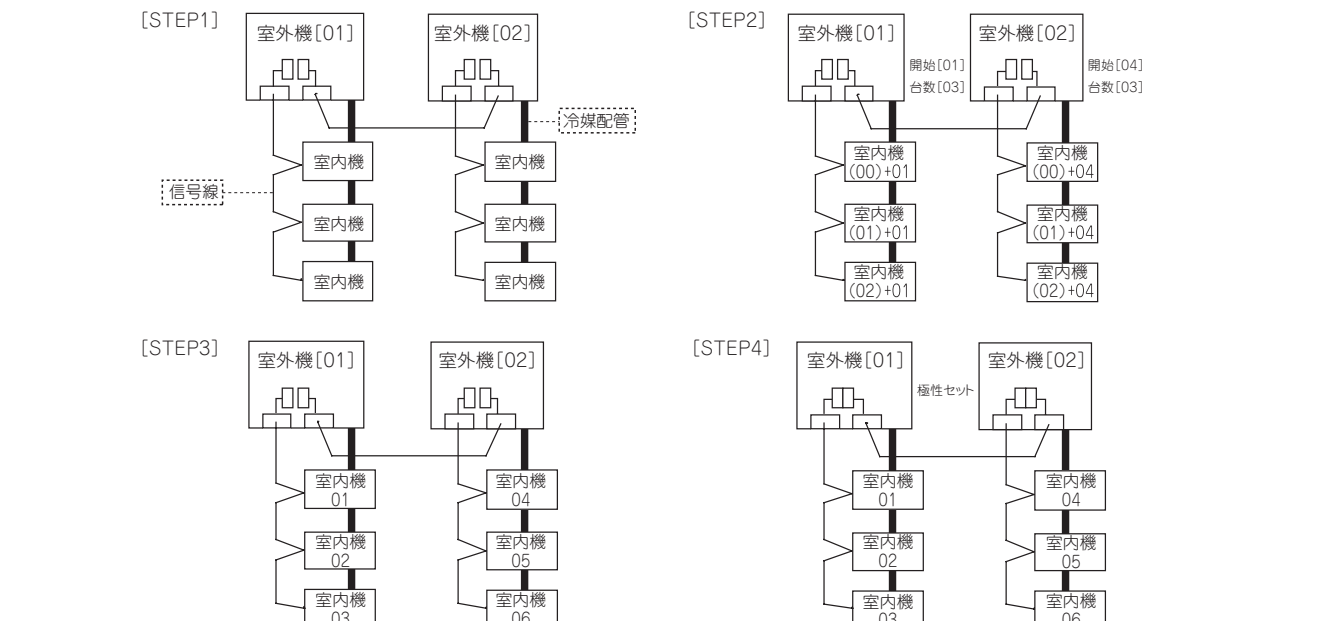 [STEP1]
室外機[01]
室外機[02]
冷媒配管
室内機
室内機
信号線
室内機
室内機
室内機
室内機
[STEP2]
室外機[01]
開始[01]
台数[03]
室外機[02]
開始[04]
台数[03]
室内機
(00)+01
室内機
(00)+04
室内機
(01)+01
室内機
(01)+04
室内機
(02)+01
室内機
(02)+04
[STEP3]
室外機[01]
室外機[02]
室内機
01
室内機
04
室内機
02
室内機
05
室内機
03
室内機
06
[STEP4]
室外機[01]
極性セット
室外機[02]
室内機
01
室内機
04
室内機
02
室内機
05
室内機
03
室内機
06